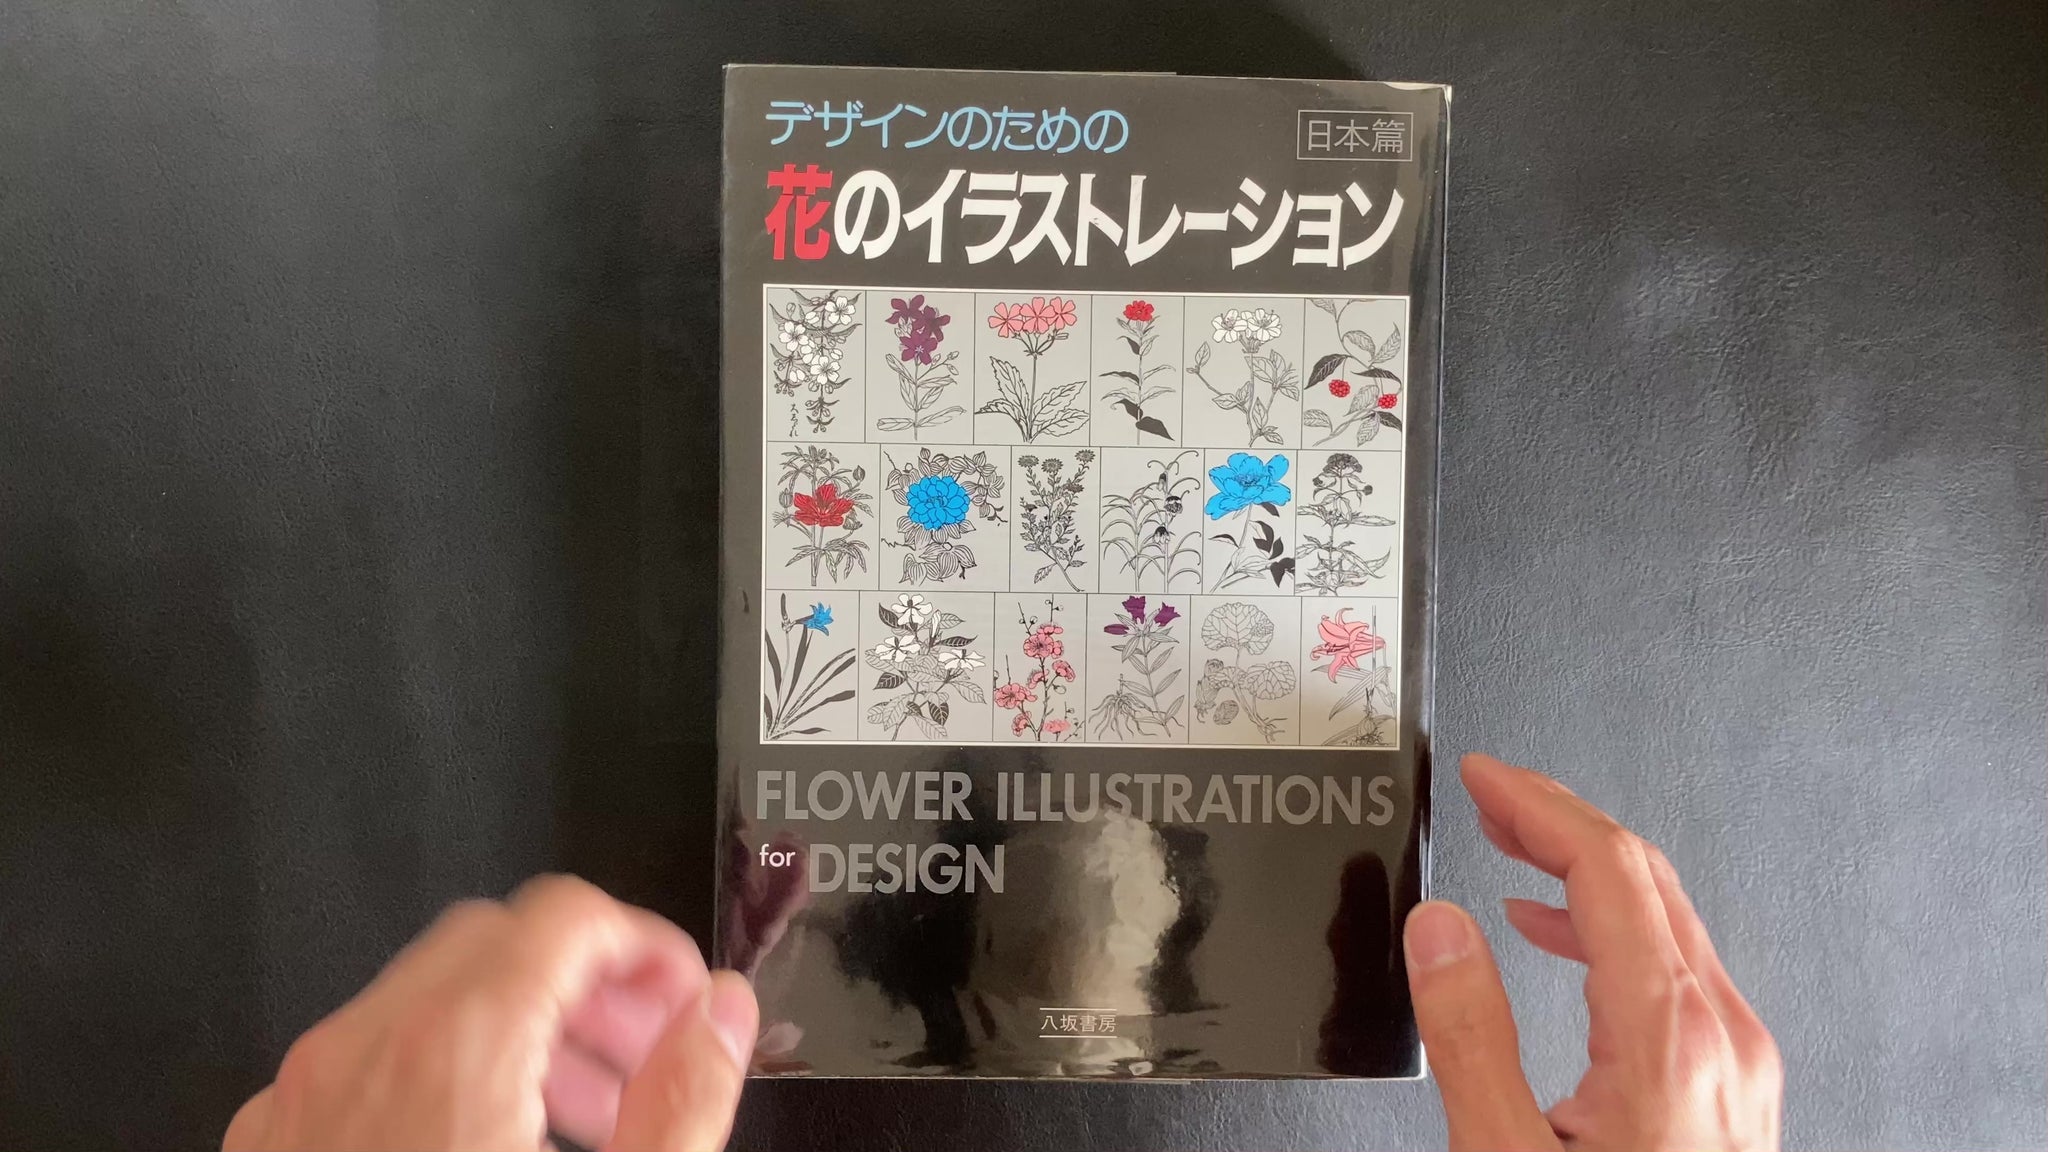 デザインのための
日本篇
花のイラストレーション
FLOWER ILLUSTRATIONS
for DESIGN
八坂書房